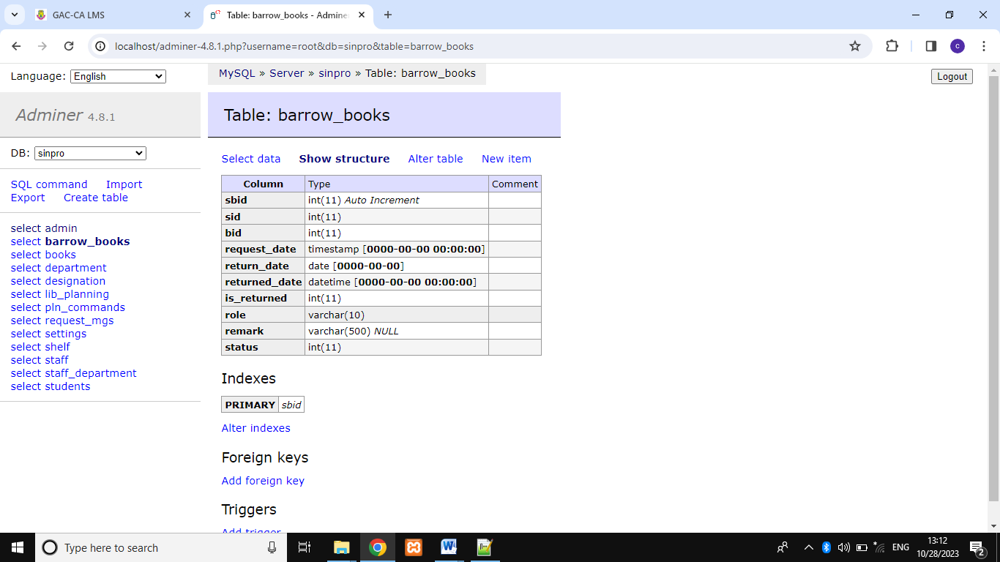 GAC-CA LMS
Table: barrow_books - Admine
localhost/adminer-4.8.1.php?username=root&db=sinpro&table=barrow_books
c
Language: English
MySQL » Server » sinpro » Table: barrow_books
Logout
Adminer 4.8.1
Table: barrow_books
DB: sinpro
Select data Show structure Alter table New item
SQL command Import
Export Create table
select admin
select barrow_books
select books
select department
select designation
select lib_planning
select pln_commands
select request_mgs
select settings
select shelf
select staff
select staff_department
select students
Column Type Comment
sbid int(11) Auto Increment
sid int(11)
bid int(11)
request_date timestamp [0000-00-00 00:00:00]
return_date date [0000-00-00]
returned_date datetime [0000-00-00 00:00:00]
is_returned int(11)
role varchar(10)
remark varchar(500) NULL
status int(11)
Indexes
PRIMARY sbid
Alter indexes
Foreign keys
Add foreign key
Triggers
Add trigger
Type here to search
ENG
13:12
10/28/2023
2